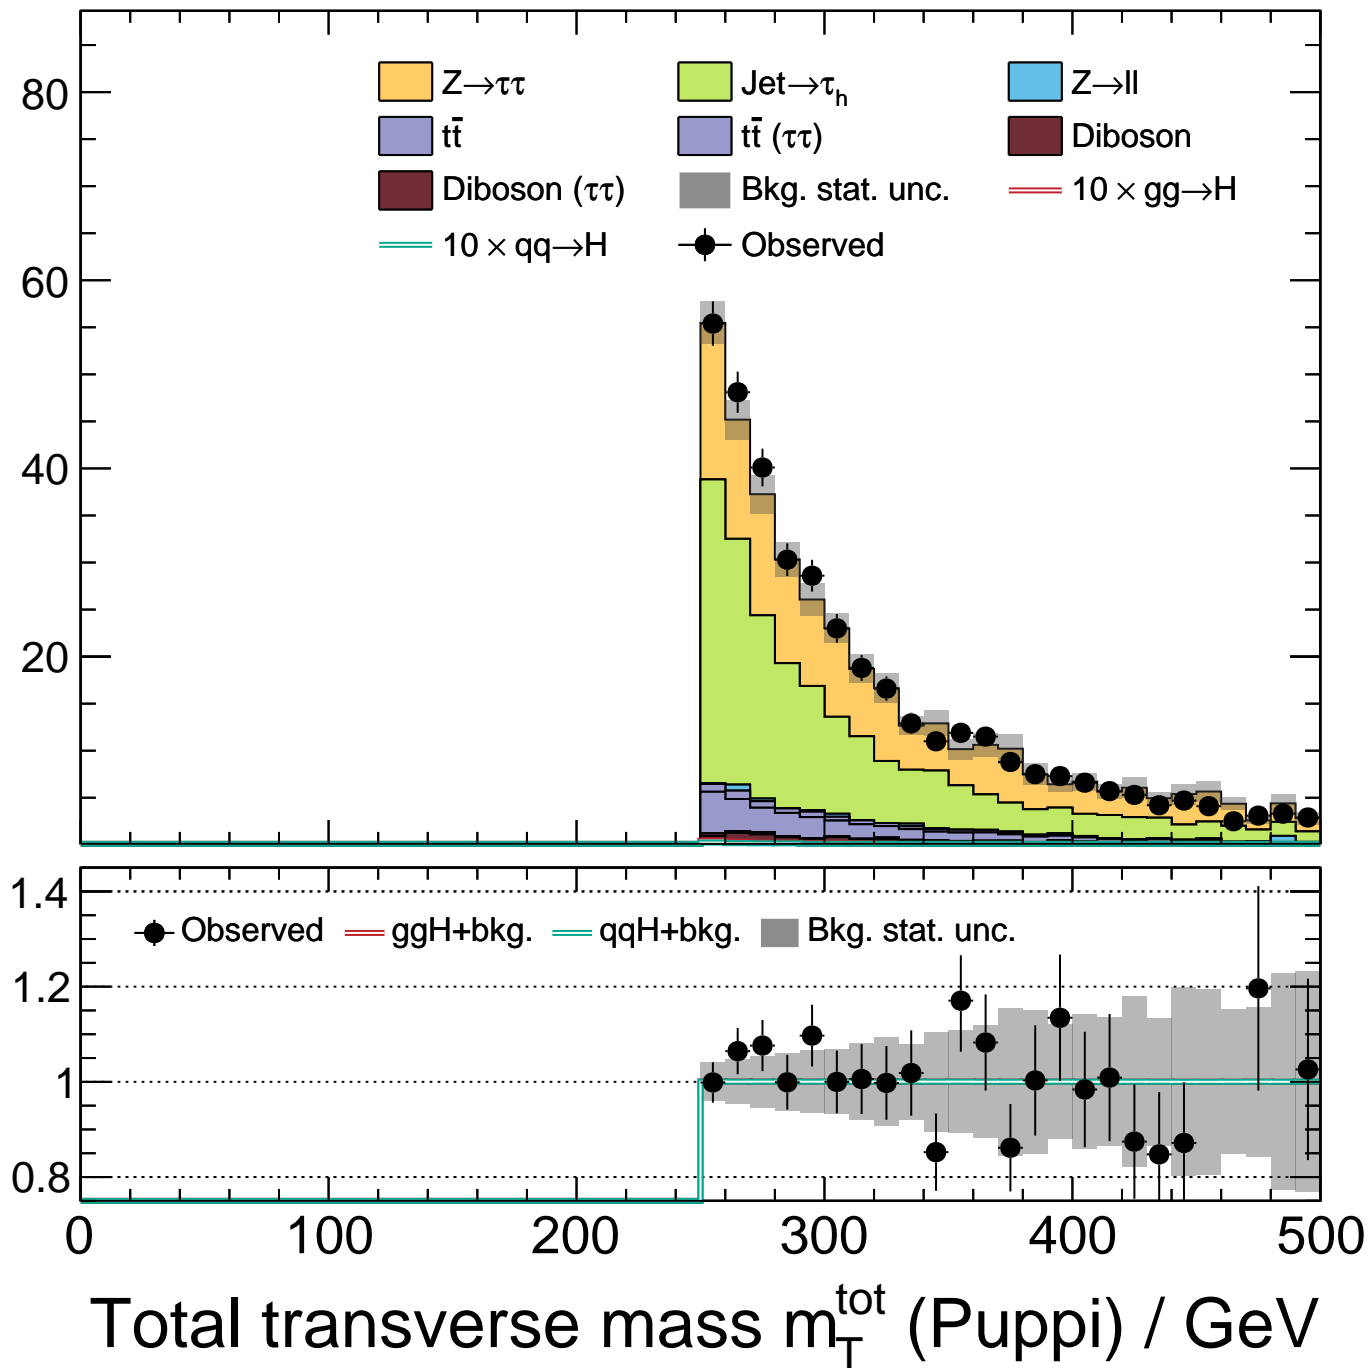 80
60
40
20
Z→ττ Jet→τh Z→ll
tt̄ tt̄ (ττ) Diboson
Diboson (ττ) Bkg. stat. unc. 10 × gg→H
10 × qq→H Observed
1.4
1.2
1
0.8
Observed ggH+bkg. qqH+bkg. Bkg. stat. unc.
0 100 200 300 400 500
Total transverse mass m_T^tot (Puppi) / GeV